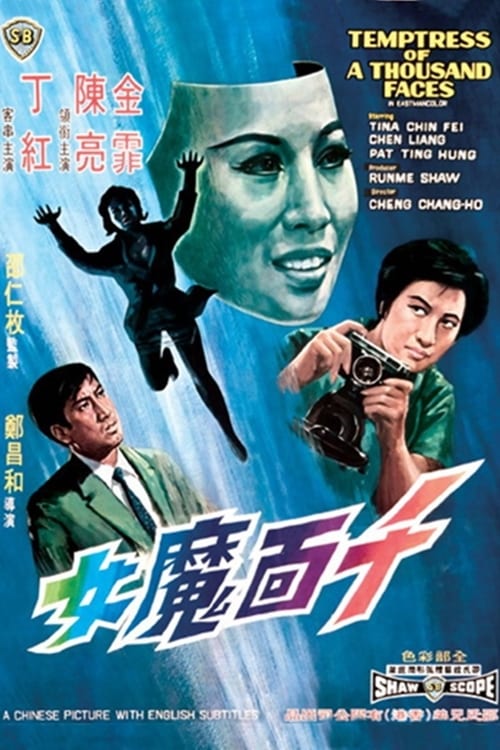 SB
TEMPTRESS
OF
A THOUSAND
FACES
IN EASTMANCOLOR
Starring
TINA CHIN FEI
CHEN LIANG
PAT TING HUNG
Producer
RUNME SHAW
Director
CHENG CHANG-HO
金霏
陳亮
領銜主演
丁紅
客串主演
邵仁枚
監製
鄭昌和
導演
千面魔女
全部彩色
SHAW SB SCOPE
A CHINESE PICTURE WITH ENGLISH SUBTITLES